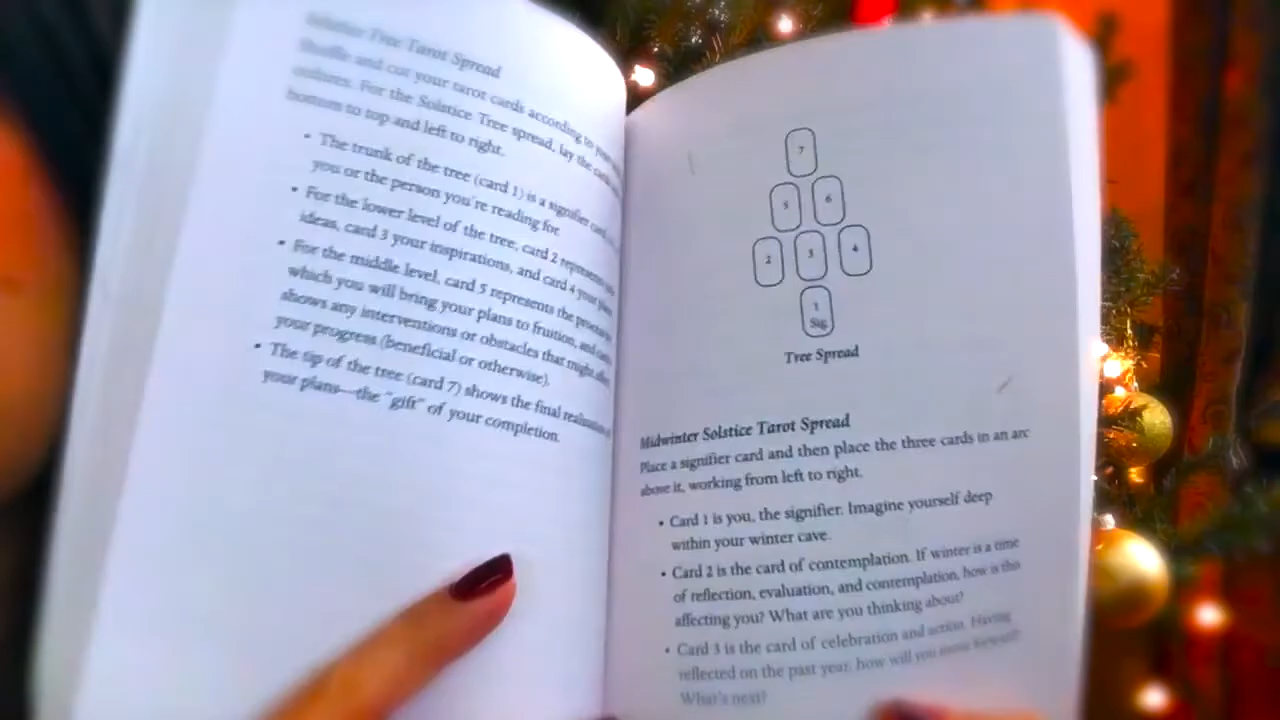 Tree Tarot Spread
Shuffle and cut your tarot cards according to
For the Solstice Tree spread, lay the
bottom to top and left to right.
• The trunk of the tree (card 1) is a signifier card
you or the person you're reading for.
• For the lower level of the tree, card 2 represents
ideas, card 3 your inspirations, and card 4 your
• For the middle level, card 5 represents the
which you will bring your plans to fruition, and
shows any interventions or obstacles that might
your progress (beneficial or otherwise).
• The tip of the tree (card 7) shows the final
your plans—the "gift" of your completion.
7
5 6
2 3 4
1
Sig
Tree Spread
Midwinter Solstice Tarot Spread
Place a signifier card and then place the three cards in an arc
above it, working from left to right.
• Card 1 is you, the signifier. Imagine yourself deep
within your winter cave.
• Card 2 is the card of contemplation. If winter is a time
of reflection, evaluation, and contemplation, how is this
affecting you? What are you thinking about?
• Card 3 is the card of celebration and action. Having
reflected on the past year, how will you move forward?
What's next?